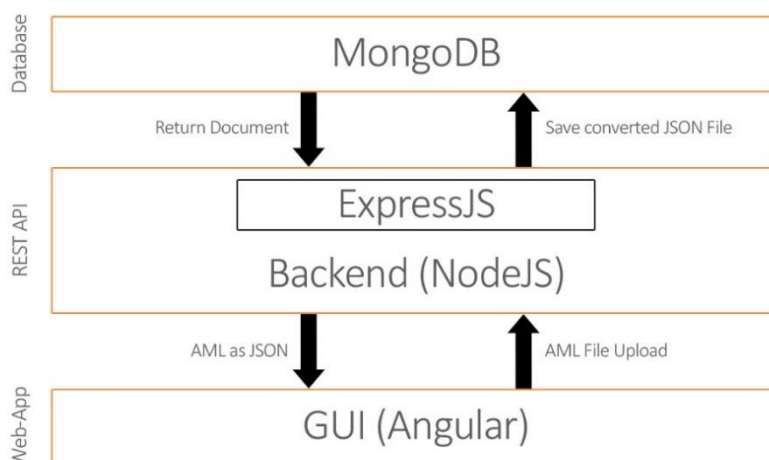 Database
MongoDB
Return Document
Save converted JSON File
REST API
ExpressJS
Backend (NodeJS)
AML as JSON
AML File Upload
Web-App
GUI (Angular)